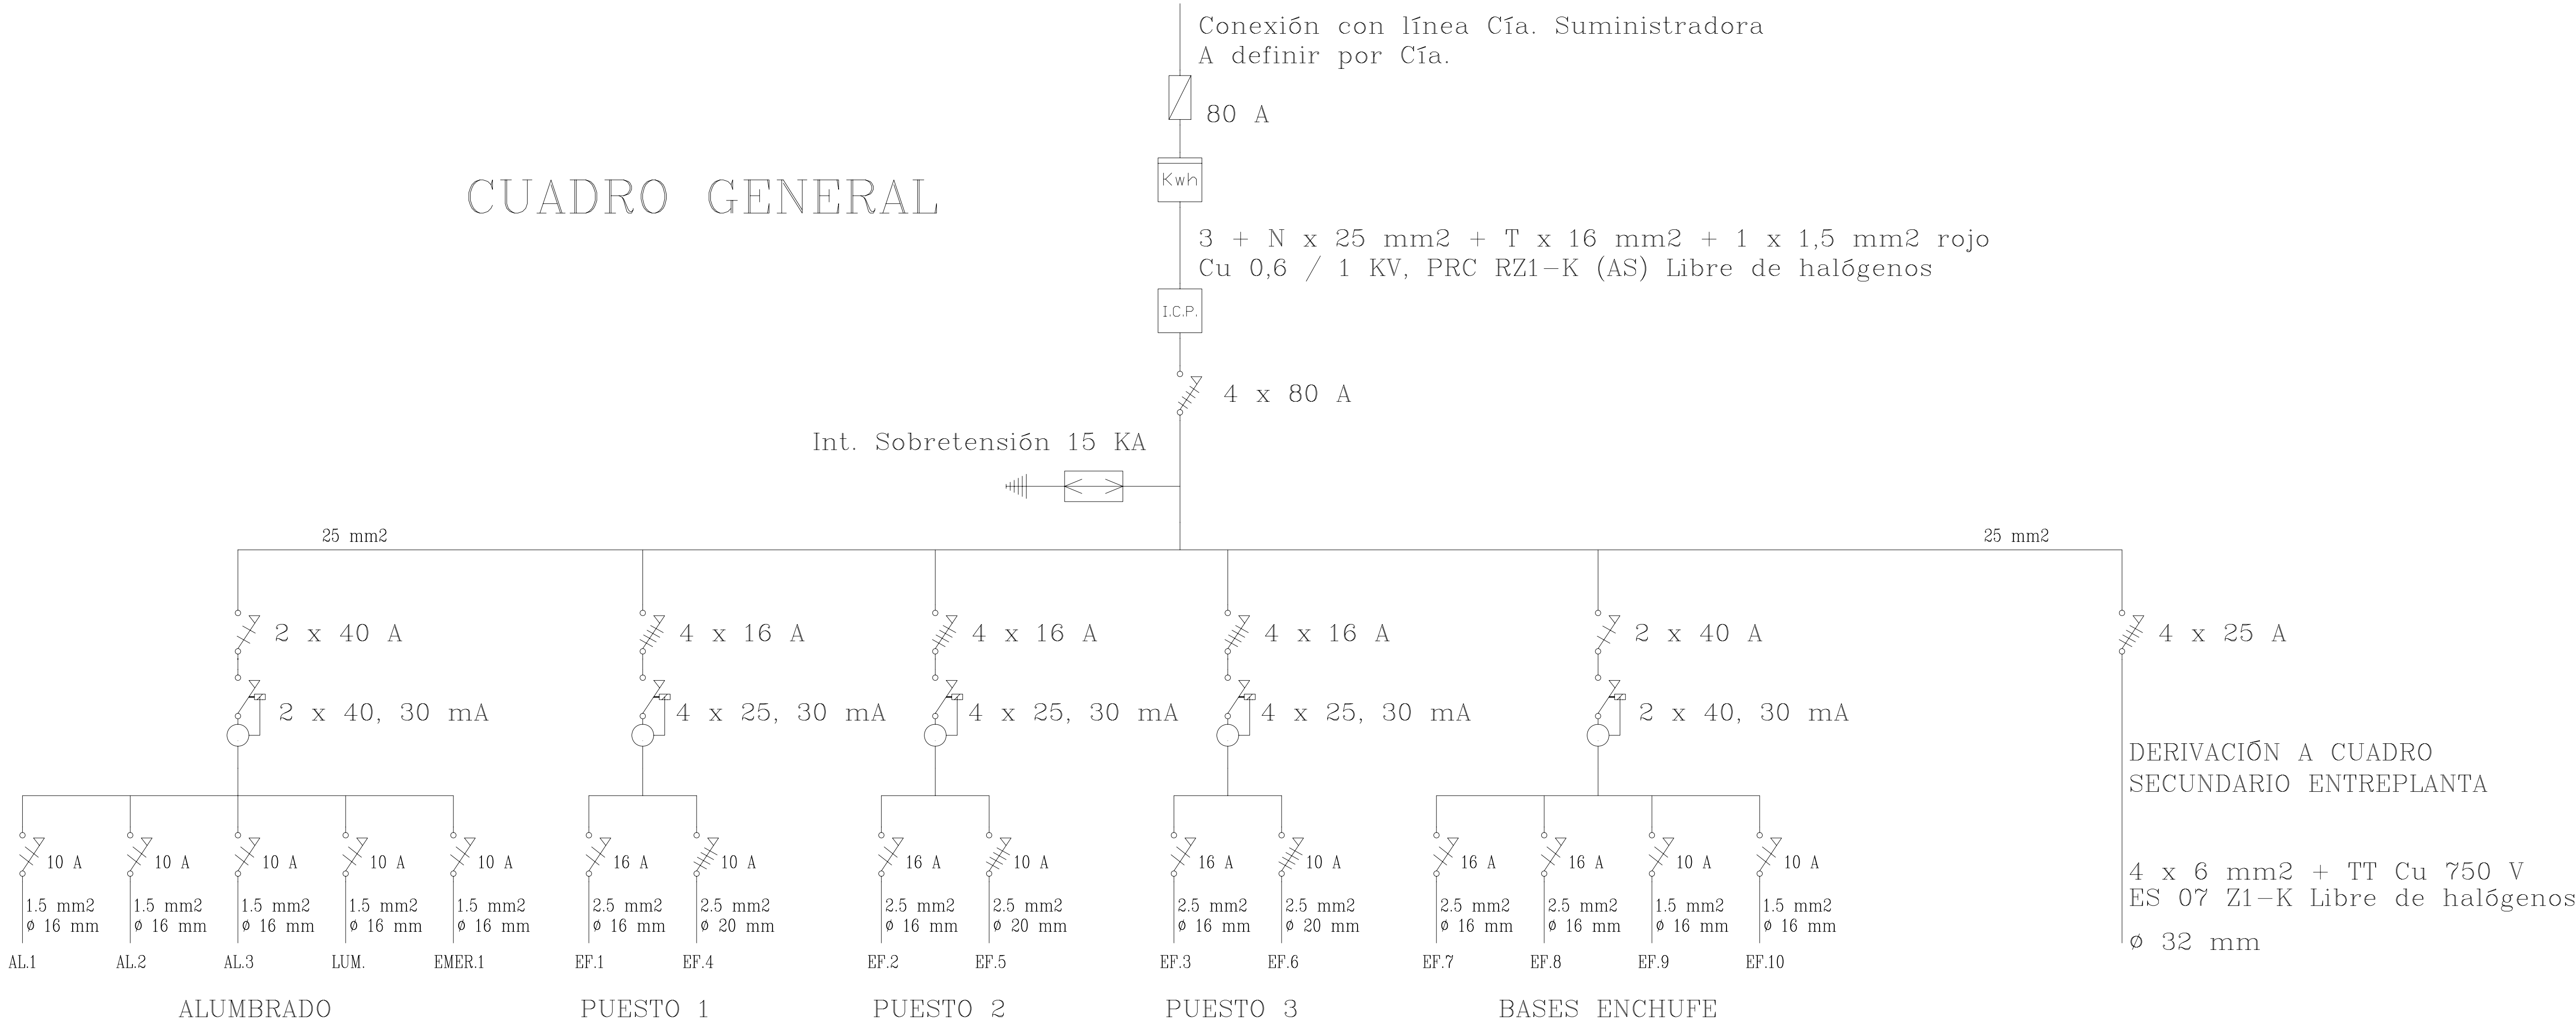 Conexión con línea Cía. Suministradora
A definir por Cía.
80 A
CUADRO GENERAL
Kwh
3 + N x 25 mm2 + T x 16 mm2 + 1 x 1,5 mm2 rojo
Cu 0,6 / 1 KV, PRC RZ1-K (AS) Libre de halógenos
I.C.P.
4 x 80 A
Int. Sobretensión 15 KA
25 mm2
25 mm2
2 x 40 A
4 x 16 A
4 x 16 A
4 x 16 A
2 x 40 A
4 x 25 A
2 x 40, 30 mA
4 x 25, 30 mA
4 x 25, 30 mA
4 x 25, 30 mA
2 x 40, 30 mA
DERIVACIÓN A CUADRO
SECUNDARIO ENTREPLANTA
10 A
10 A
10 A
10 A
10 A
16 A
10 A
16 A
10 A
16 A
10 A
16 A
16 A
10 A
10 A
4 x 6 mm2 + TT Cu 750 V
ES 07 Z1-K Libre de halógenos
ø 32 mm
1.5 mm2
ø 16 mm
1.5 mm2
ø 16 mm
1.5 mm2
ø 16 mm
1.5 mm2
ø 16 mm
1.5 mm2
ø 16 mm
2.5 mm2
ø 16 mm
2.5 mm2
ø 20 mm
2.5 mm2
ø 16 mm
2.5 mm2
ø 20 mm
2.5 mm2
ø 16 mm
2.5 mm2
ø 20 mm
2.5 mm2
ø 16 mm
2.5 mm2
ø 16 mm
1.5 mm2
ø 16 mm
1.5 mm2
ø 16 mm
AL.1
AL.2
AL.3
LUM.
EMER.1
EF.1
EF.4
EF.2
EF.5
EF.3
EF.6
EF.7
EF.8
EF.9
EF.10
ALUMBRADO
PUESTO 1
PUESTO 2
PUESTO 3
BASES ENCHUFE